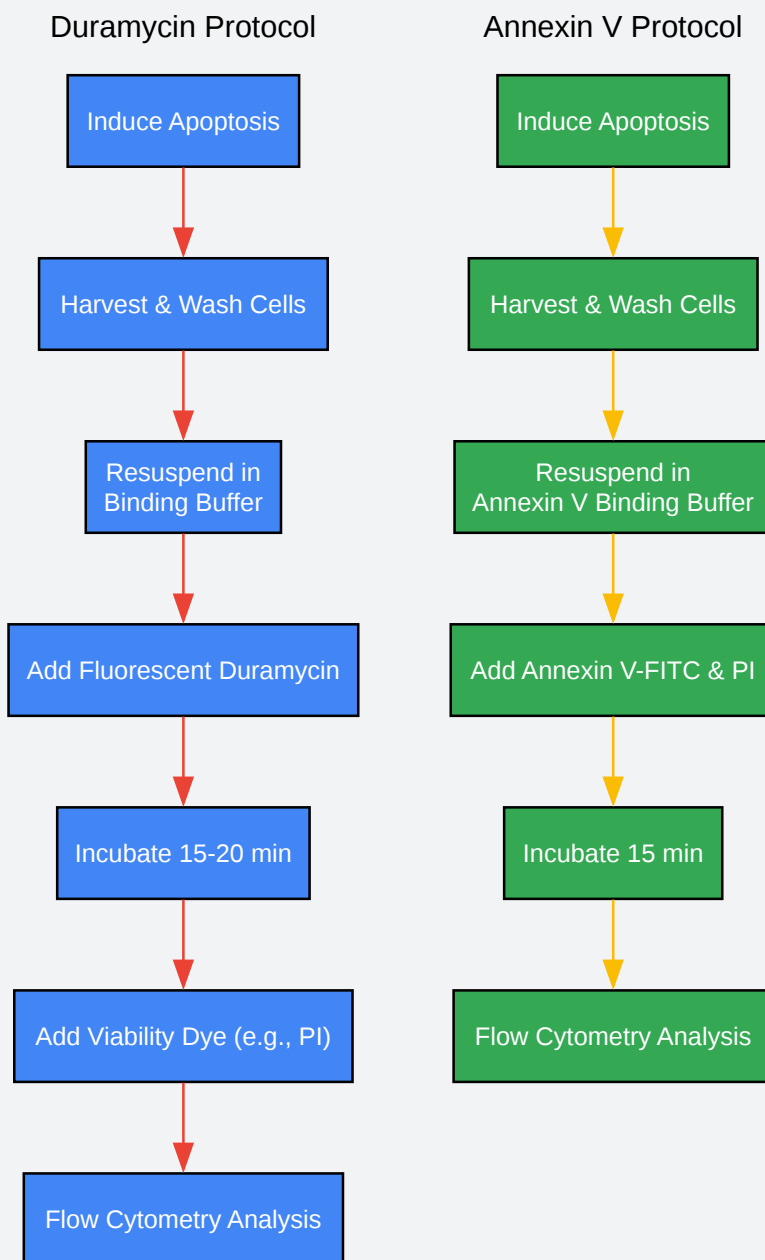 Duramycin Protocol
Induce Apoptosis
Harvest & Wash Cells
Resuspend in
Binding Buffer
Add Fluorescent Duramycin
Incubate 15-20 min
Add Viability Dye (e.g., PI)
Flow Cytometry Analysis
Annexin V Protocol
Induce Apoptosis
Harvest & Wash Cells
Resuspend in
Annexin V Binding Buffer
Add Annexin V-FITC & PI
Incubate 15 min
Flow Cytometry Analysis